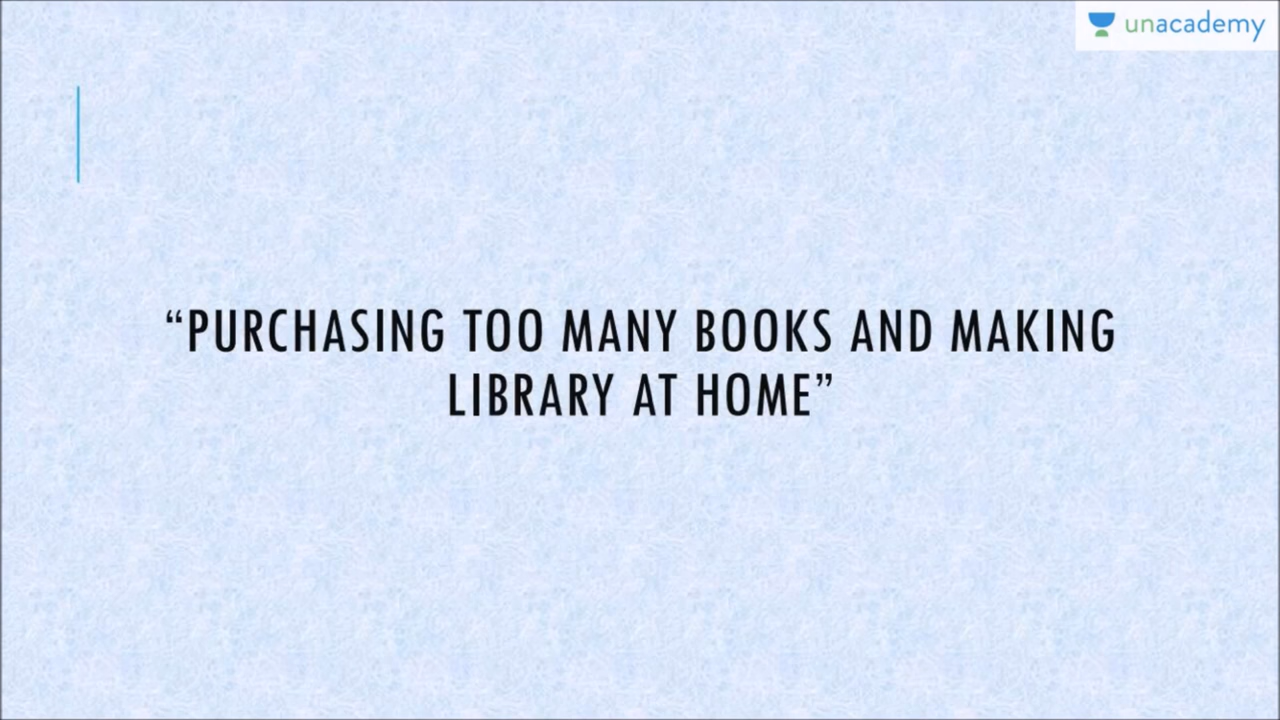 unacademy
“PURCHASING TOO MANY BOOKS AND MAKING
LIBRARY AT HOME”